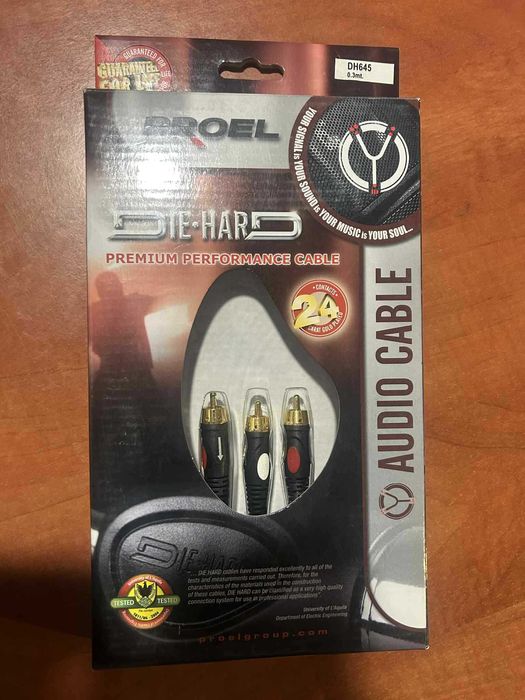 GUARANTEED FOR
GUARANTEED
FOR LIFE
DH645
0.3mt.
PROEL
YOUR SIGNAL is YOUR SOUND is YOUR MUSIC is YOUR SOUL...
DIE-HARD
PREMIUM PERFORMANCE CABLE
CONTACTS
24
KARAT GOLD PLATED
AUDIO CABLE
DIE-HARD
...DIE HARD cables have responded excellently to all of the
tests and measurements carried out. Therefore, for the
characteristics of the materials used in the construction
of these cables, DIE HARD can be classified as a very high quality
connection system for use in professional applications".
University of L'Aquila
Department of Electric Engineering
TESTED
TESTED
proelgroup.com